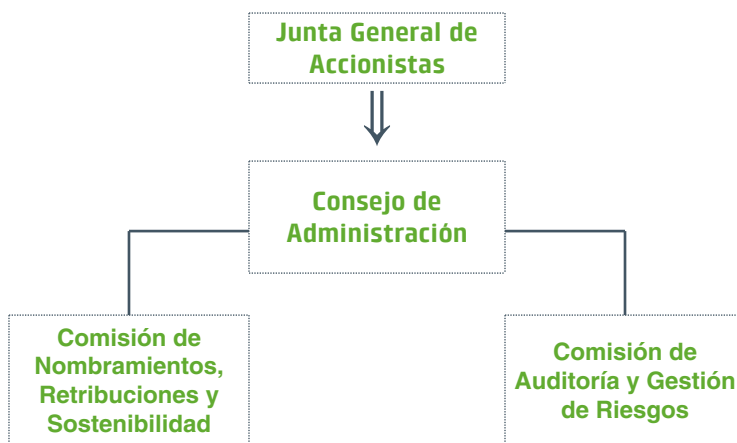 Junta General de
Accionistas
Consejo de
Administración
Comisión de
Nombramientos,
Retribuciones y
Sostenibilidad
Comisión de
Auditoría y Gestión
de Riesgos